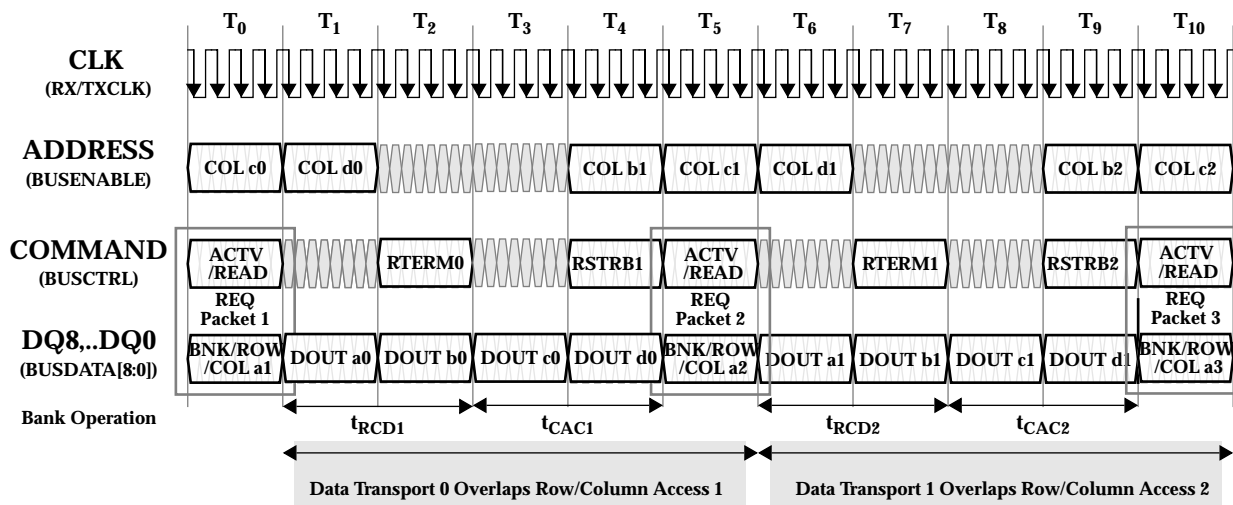 T0 T1 T2 T3 T4 T5 T6 T7 T8 T9 T10
CLK
(RX/TXCLK)
ADDRESS
(BUSENABLE)
COL c0 COL d0 COL b1 COL c1 COL d1 COL b2 COL c2
COMMAND
(BUSCTRL)
ACTV
/READ
RTERM0
RSTRB1
ACTV
/READ
RTERM1
RSTRB2
ACTV
/READ
REQ
Packet 1
REQ
Packet 2
REQ
Packet 3
DQ8,..DQ0
(BUSDATA[8:0])
BNK/ROW
/COL a1
DOUT a0 DOUT b0 DOUT c0 DOUT d0
BNK/ROW
/COL a2
DOUT a1 DOUT b1 DOUT c1 DOUT d1
BNK/ROW
/COL a3
Bank Operation
tRCD1 tCAC1 tRCD2 tCAC2
Data Transport 0 Overlaps Row/Column Access 1
Data Transport 1 Overlaps Row/Column Access 2